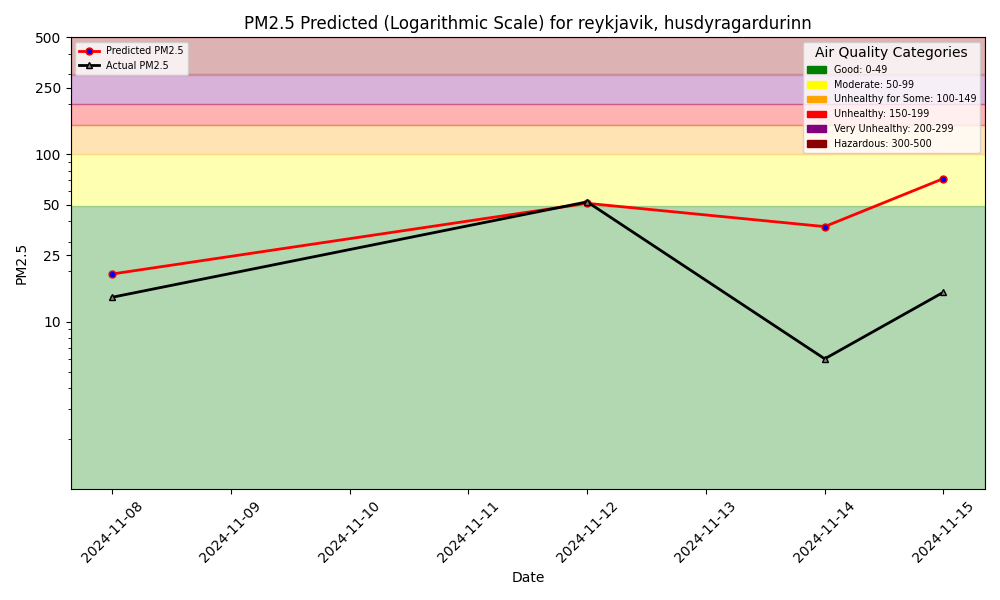 PM2.5 Predicted (Logarithmic Scale) for reykjavik, husdyragardurinn
Predicted PM2.5
Actual PM2.5
Air Quality Categories
Good: 0-49
Moderate: 50-99
Unhealthy for Some: 100-149
Unhealthy: 150-199
Very Unhealthy: 200-299
Hazardous: 300-500
500
250
100
50
25
10
PM2.5
2024-11-08
2024-11-09
2024-11-10
2024-11-11
2024-11-12
2024-11-13
2024-11-14
2024-11-15
Date